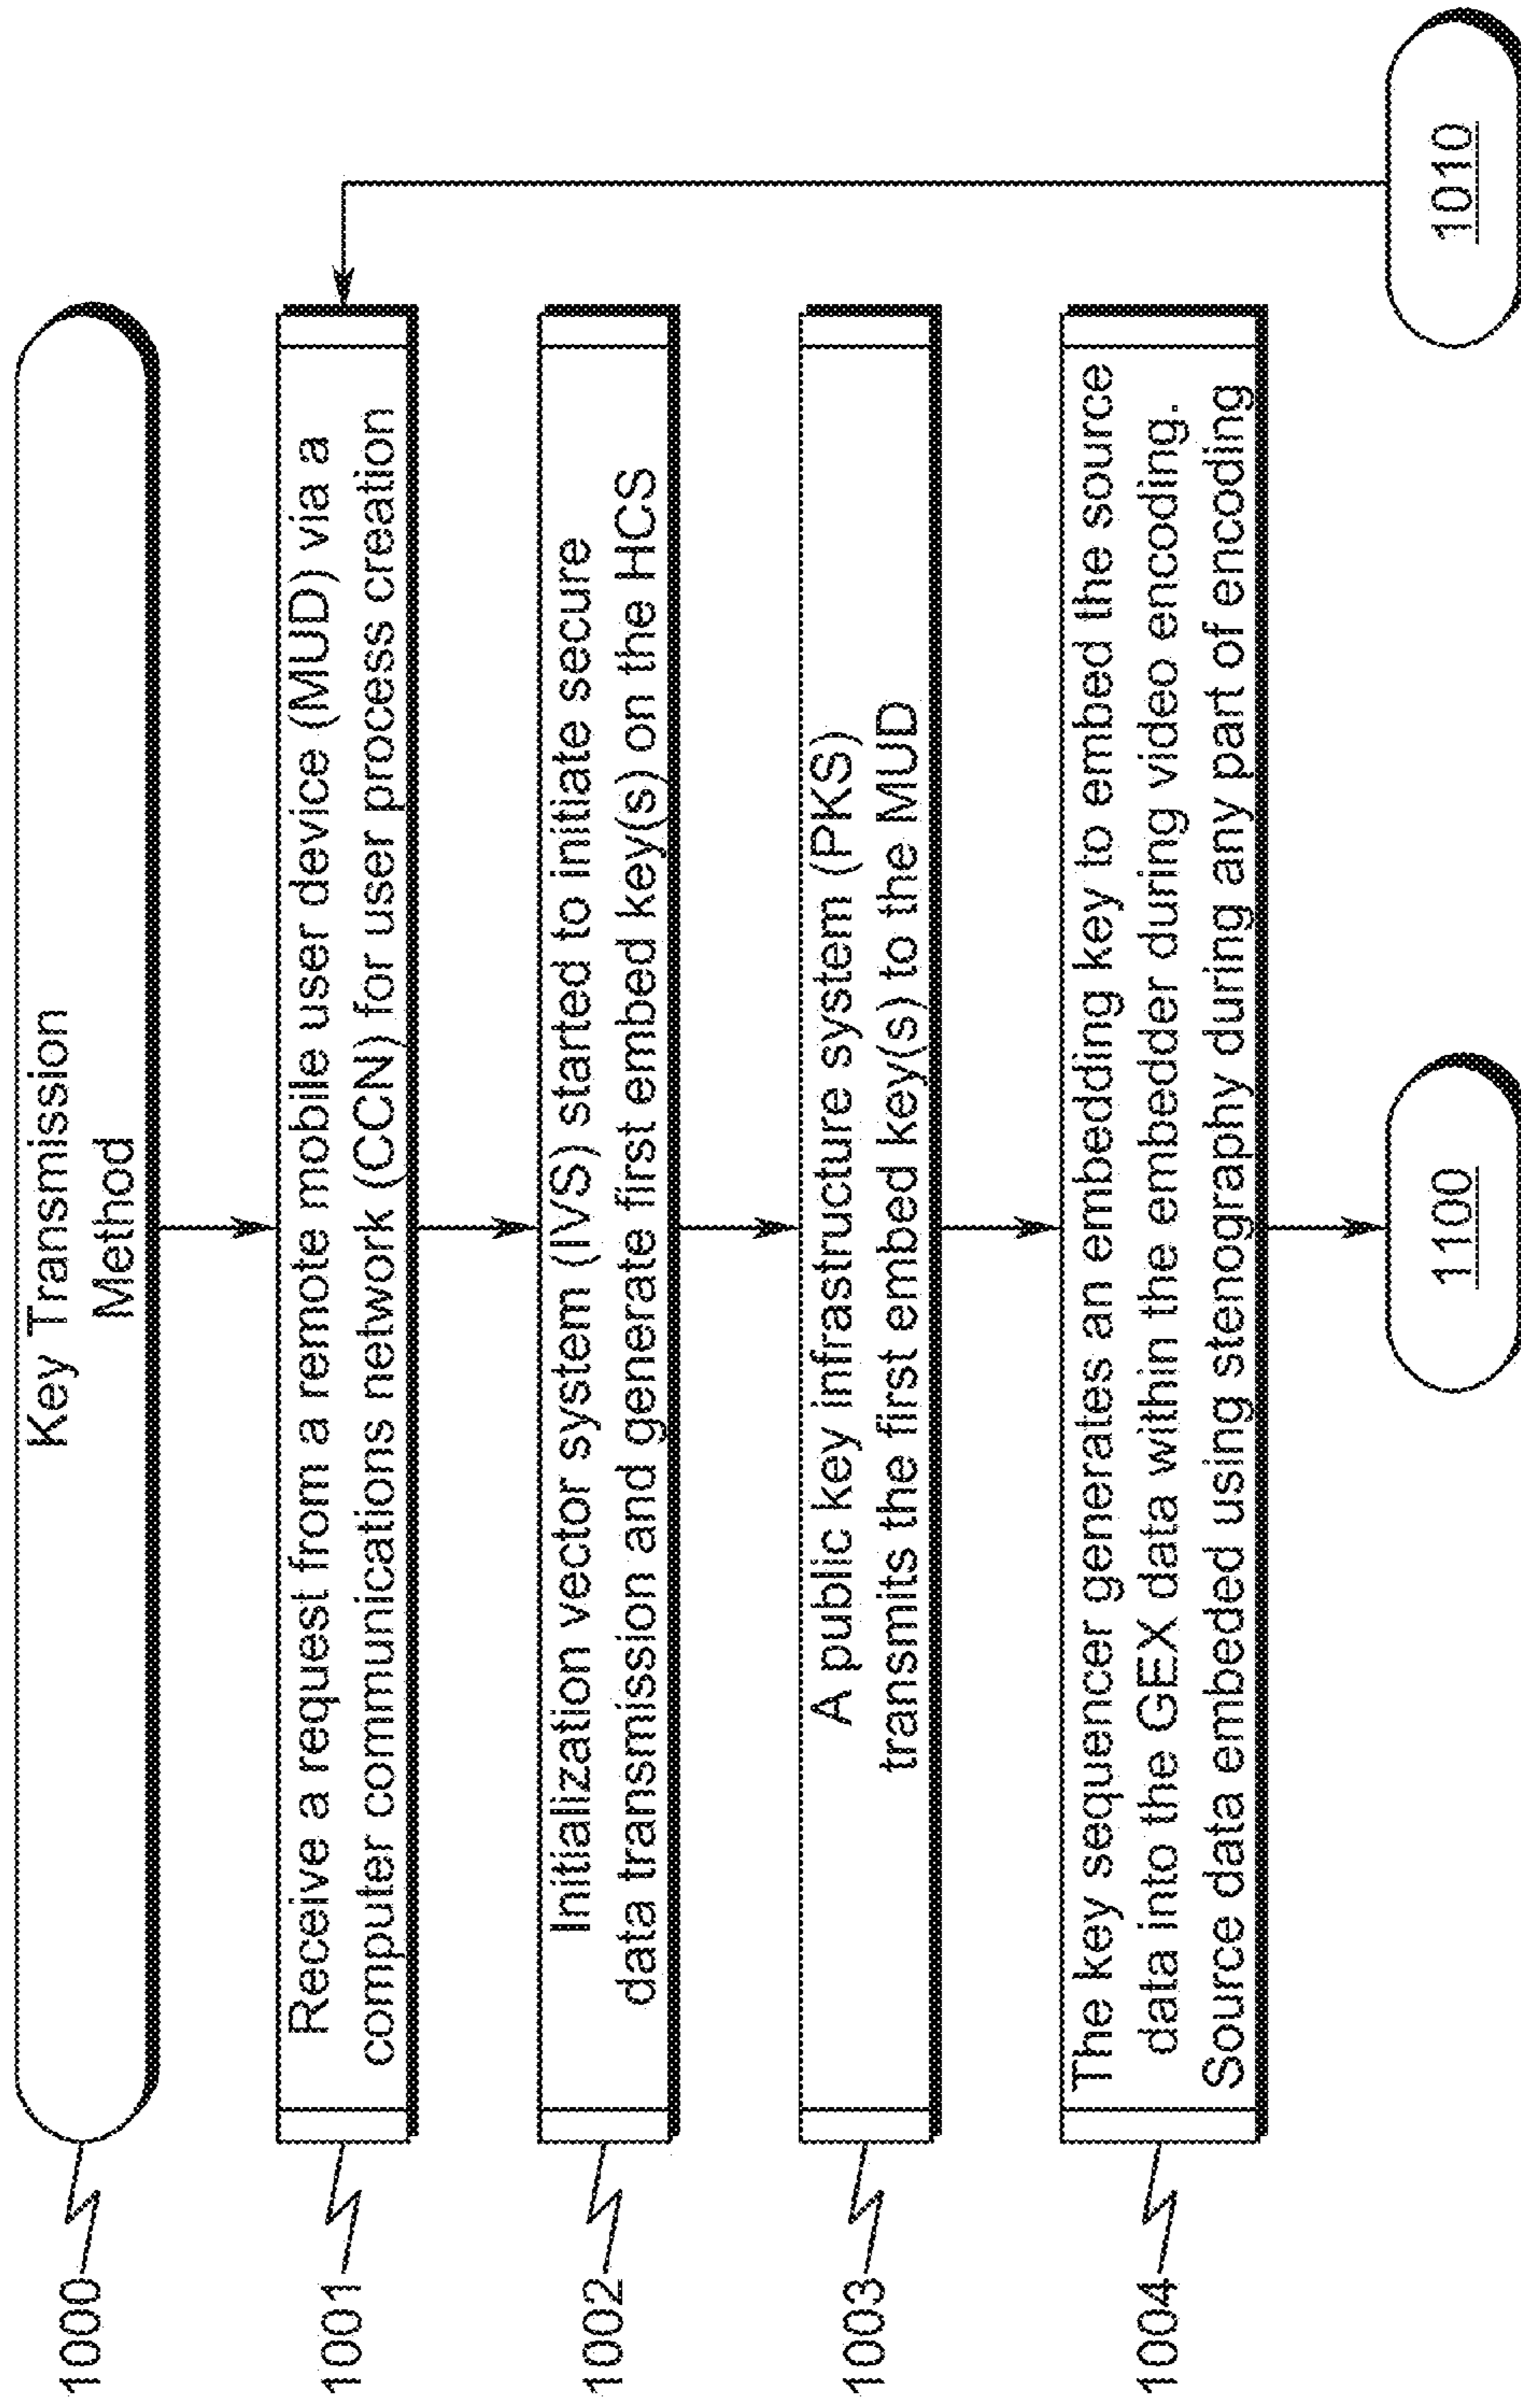 Key Transmission
Method
1000
Receive a request from a remote mobile user device (MUD) via a
computer communications network (CCN) for user process creation
1001
Initialization vector system (IVS) started to initiate secure
data transmission and generate first embed key(s) on the HCS
1002
A public key infrastructure system (PKS)
transmits the first embed key(s) to the MUD
1003
The key sequencer generates an embedding key to embed the source
data into the GEX data within the embedder during video encoding.
Source data embeded using stenography during any part of encoding
1004
1100
1010